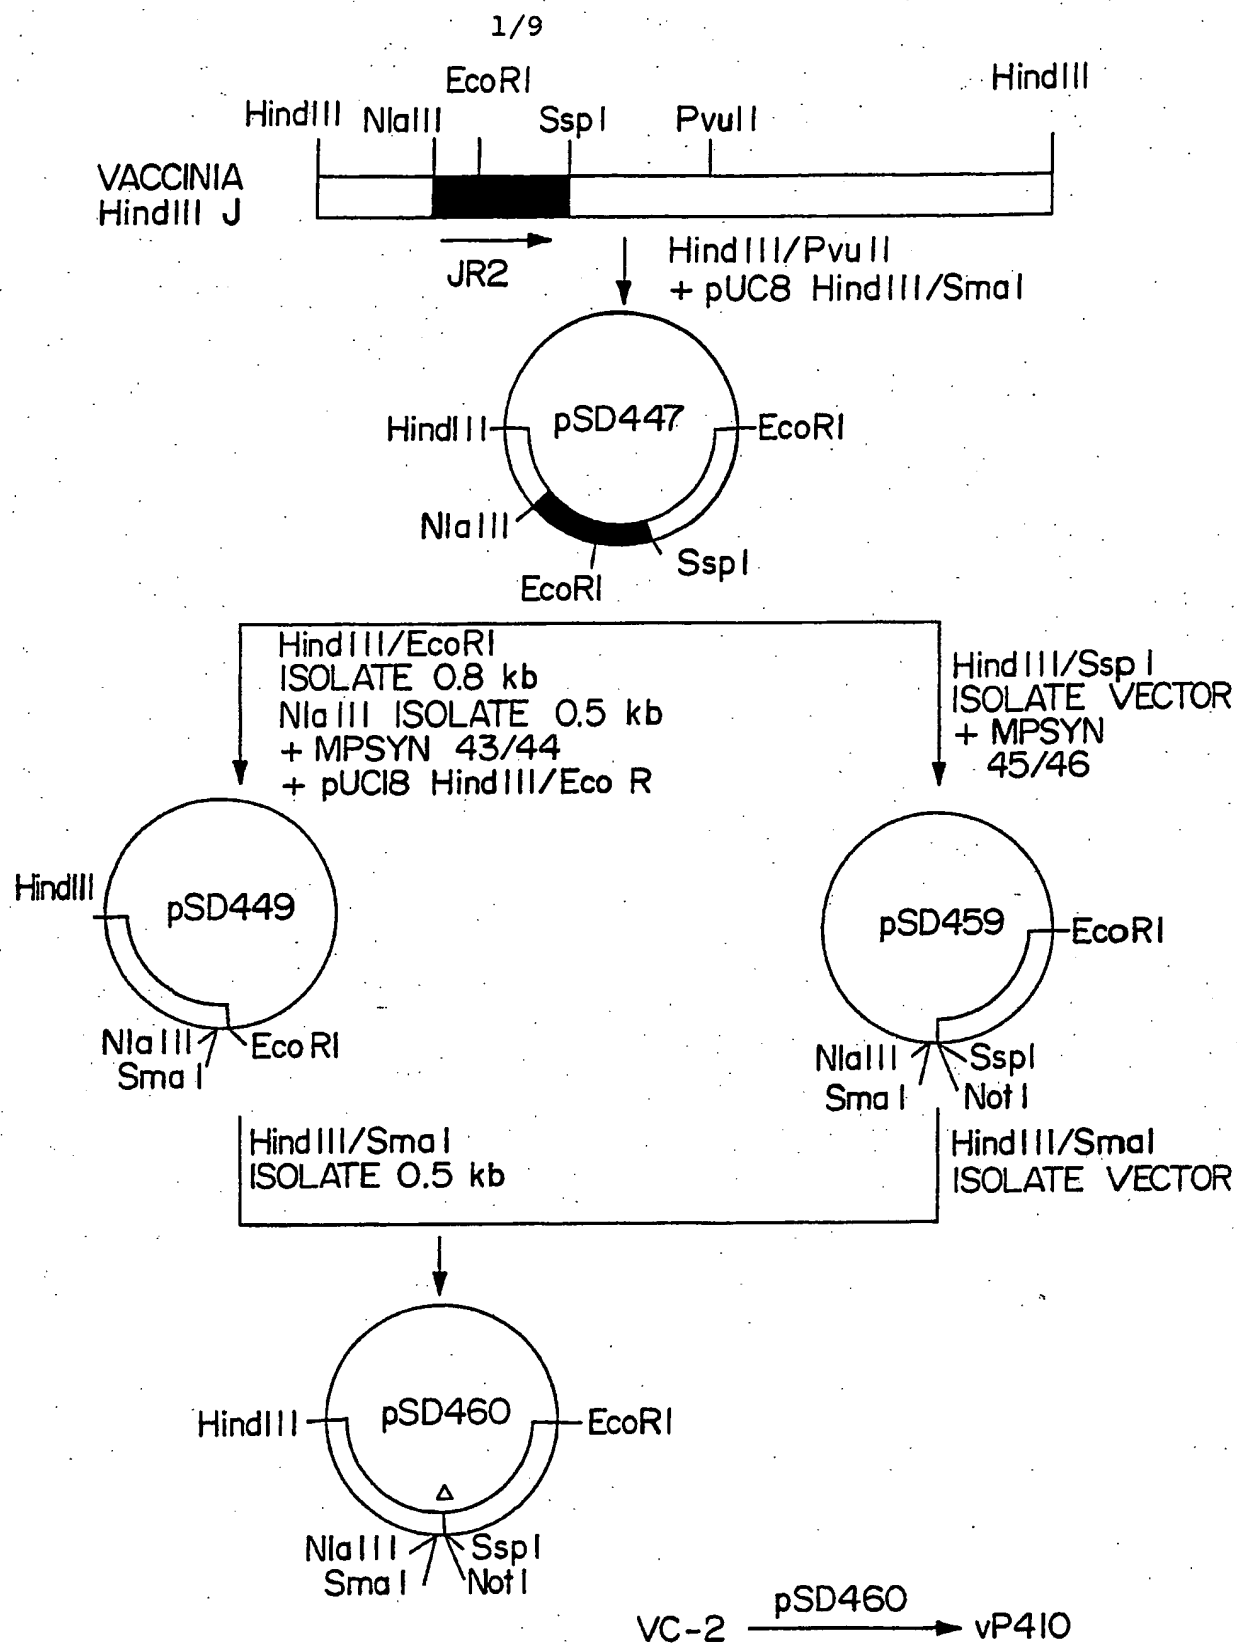 1/9
EcoRI
HindIII
HindIII NlaIII SspI PvuII
VACCINIA
HindIII J
JR2
HindIII/PvuII
+ pUC8 HindIII/SmaI
pSD447
HindIII
EcoRI
NlaIII
SspI
EcoRI
HindIII/EcoRI
ISOLATE 0.8 kb
NlaIII ISOLATE 0.5 kb
+ MPSYN 43/44
+ pUC18 HindIII/Eco R
HindIII/SspI
ISOLATE VECTOR
+ MPSYN
45/46
HindIII
pSD449
NlaIII
EcoRI
SmaI
pSD459
EcoRI
NlaIII
SspI
SmaI
NotI
HindIII/SmaI
ISOLATE 0.5 kb
HindIII/SmaI
ISOLATE VECTOR
HindIII
pSD460
EcoRI
Δ
NlaIII
SspI
SmaI
NotI
pSD460
VC-2
vP410